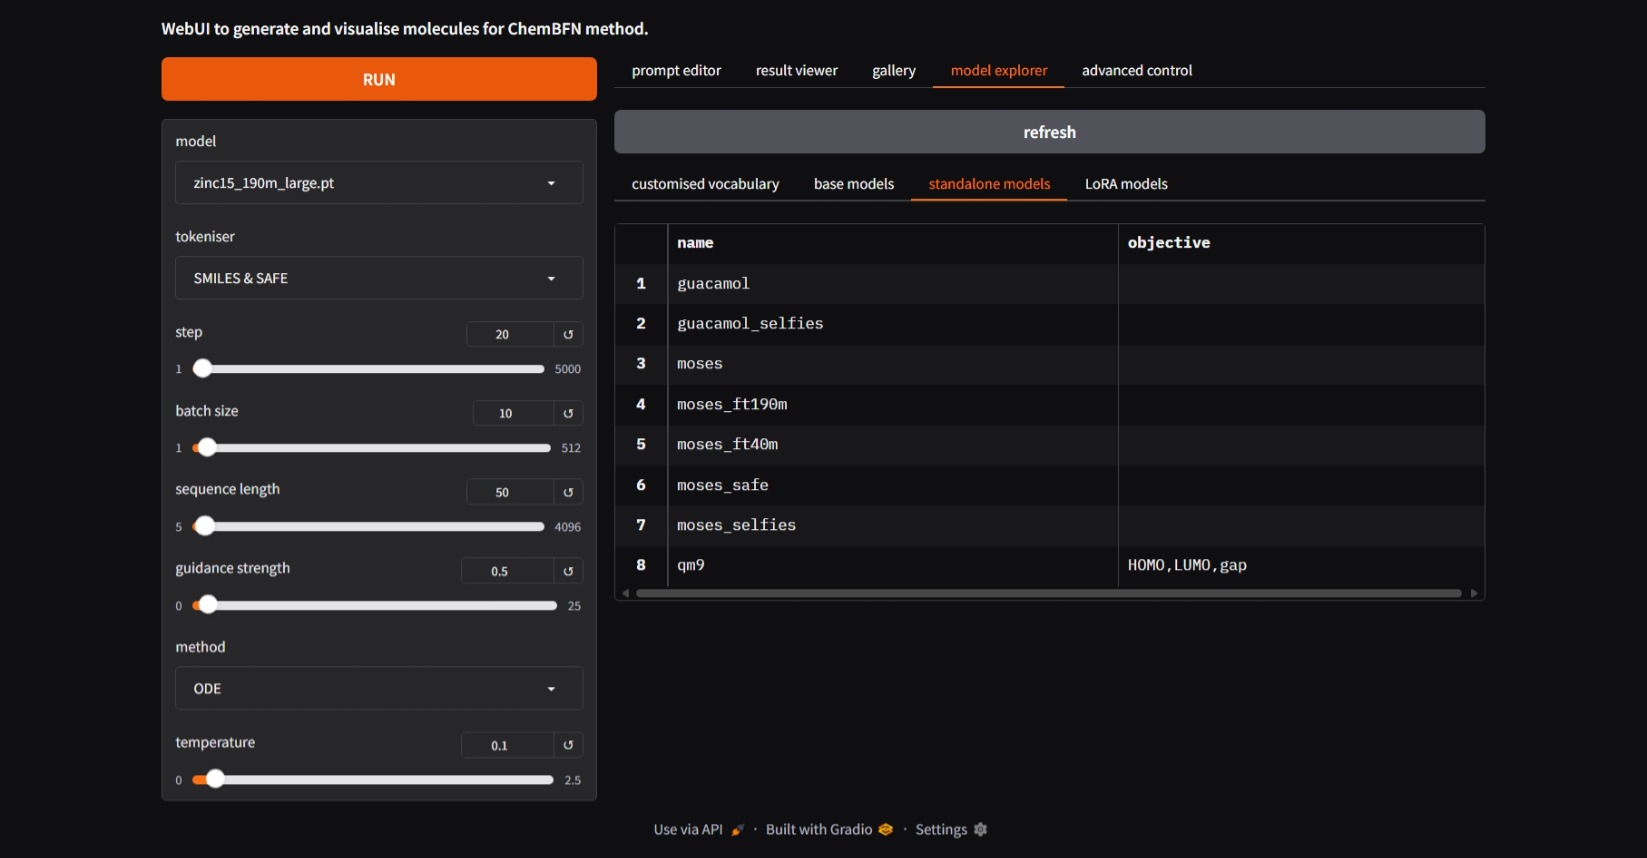 WebUI to generate and visualise molecules for ChemBFN method.
RUN
model
zinc15_190m_large.pt
tokeniser
SMILES & SAFE
step
20
1
5000
batch size
10
1
512
sequence length
50
5
4096
guidance strength
0.5
0
25
method
ODE
temperature
0.1
0
2.5
prompt editor result viewer gallery model explorer advanced control
refresh
customised vocabulary base models standalone models LoRA models
name objective
1 guacamol
2 guacamol_selfies
3 moses
4 moses_ft190m
5 moses_ft40m
6 moses_safe
7 moses_selfies
8 qm9 HOMO,LUMO,gap
Use via API · Built with Gradio · Settings